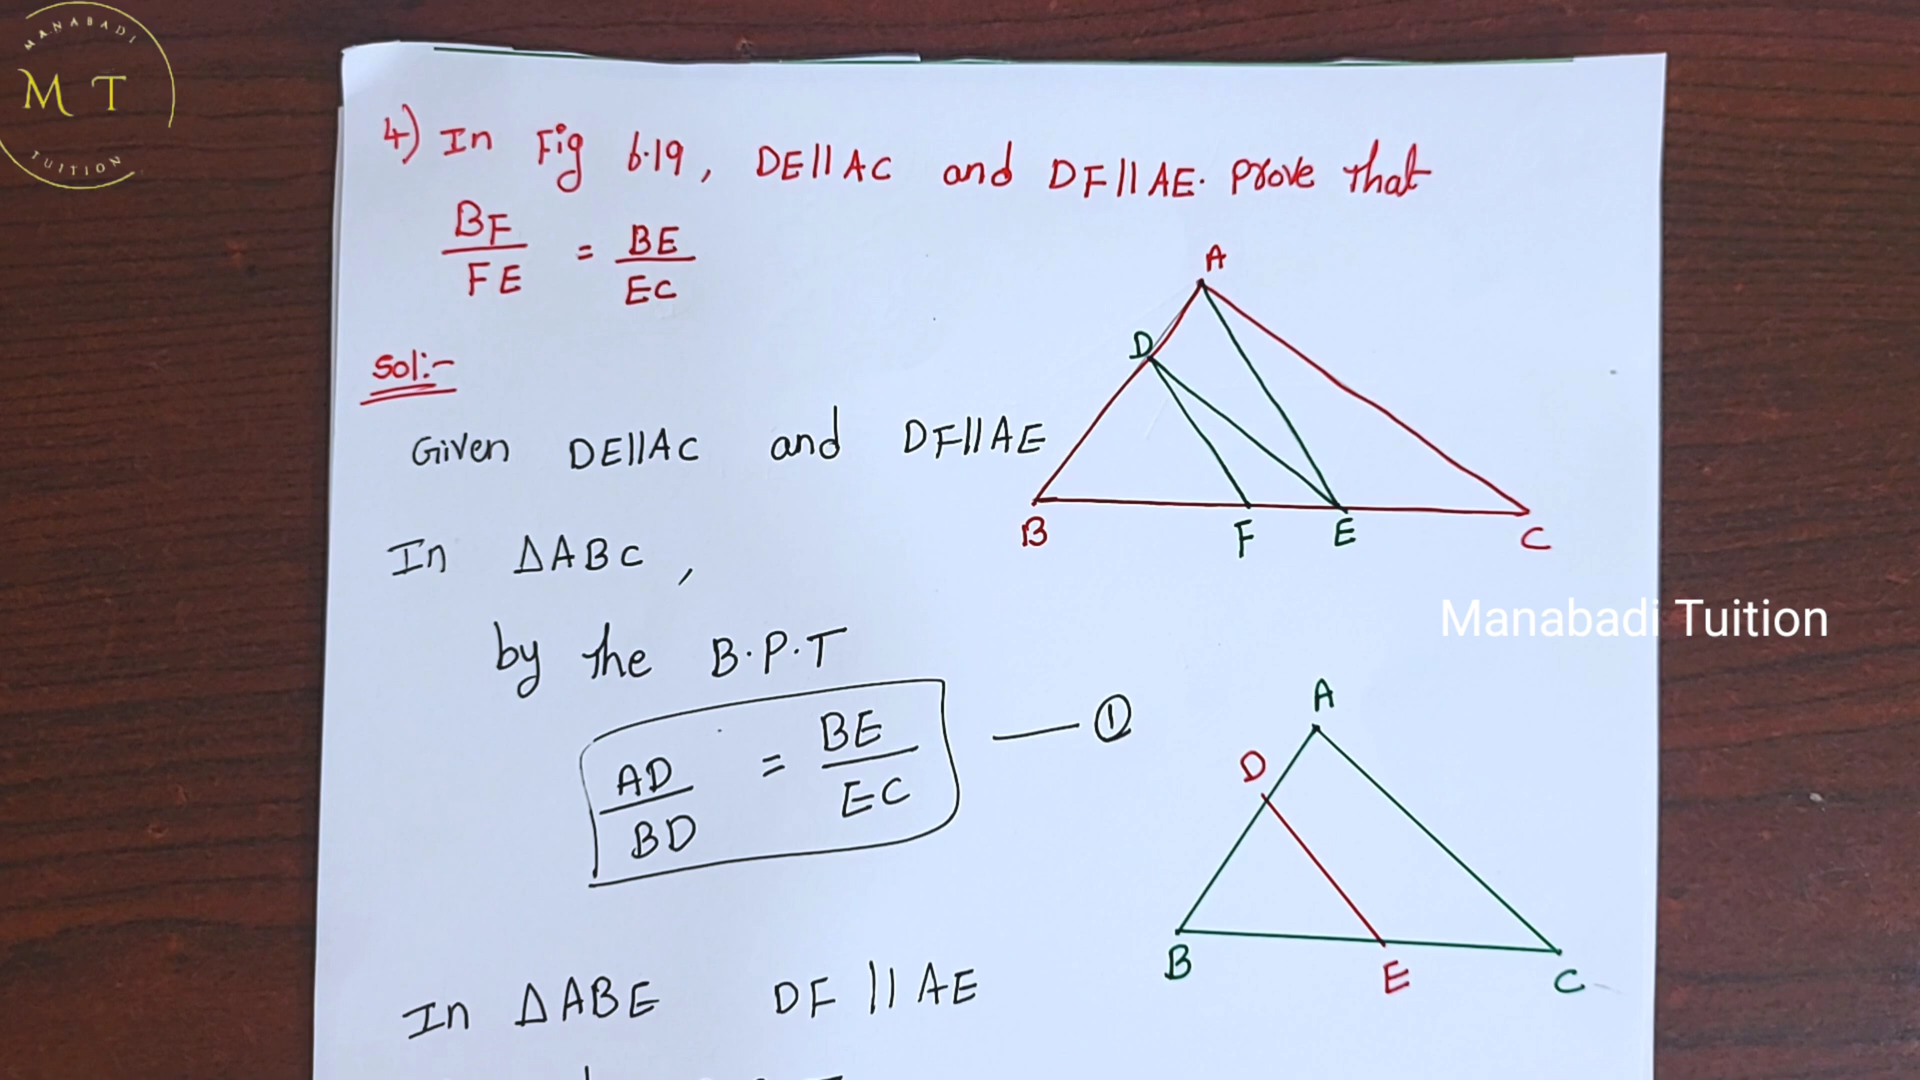 MANABADI
M T
TUITION
4) In Fig 6.19, DE||AC and DF||AE. prove that
BF/FE = BE/EC
Sol:-
Given DE||AC and DF||AE
In ΔABC,
by the B.P.T
AD/BD = BE/EC — ①
In ΔABE DF || AE
A
D
B F E C
Manabadi Tuition
A
D
B E C